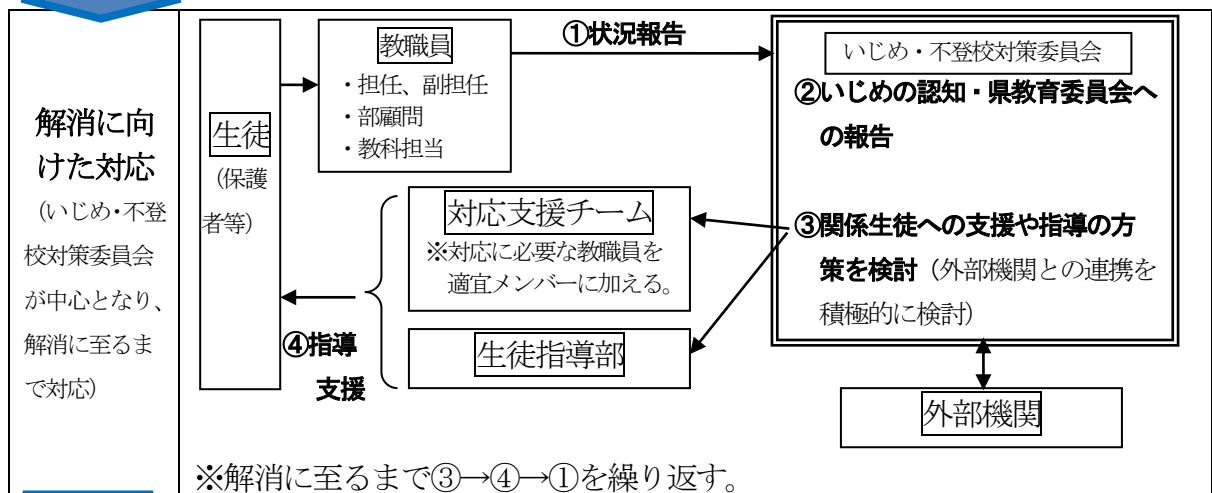 解消に向
けた対応
（いじめ・不登
校対策委員会
が中心となり、
解消に至るま
で対応）
生徒
（保護
者等）
教職員
・担任、副担任
・部顧問
・教科担当
①状況報告
いじめ・不登校対策委員会
②いじめの認知・県教育委員会へ
の報告
③関係生徒への支援や指導の方
策を検討（外部機関との連携を
積極的に検討）
対応支援チーム
※対応に必要な教職員を
適宜メンバーに加える。
生徒指導部
④指導
支援
外部機関
※解消に至るまで③→④→①を繰り返す。